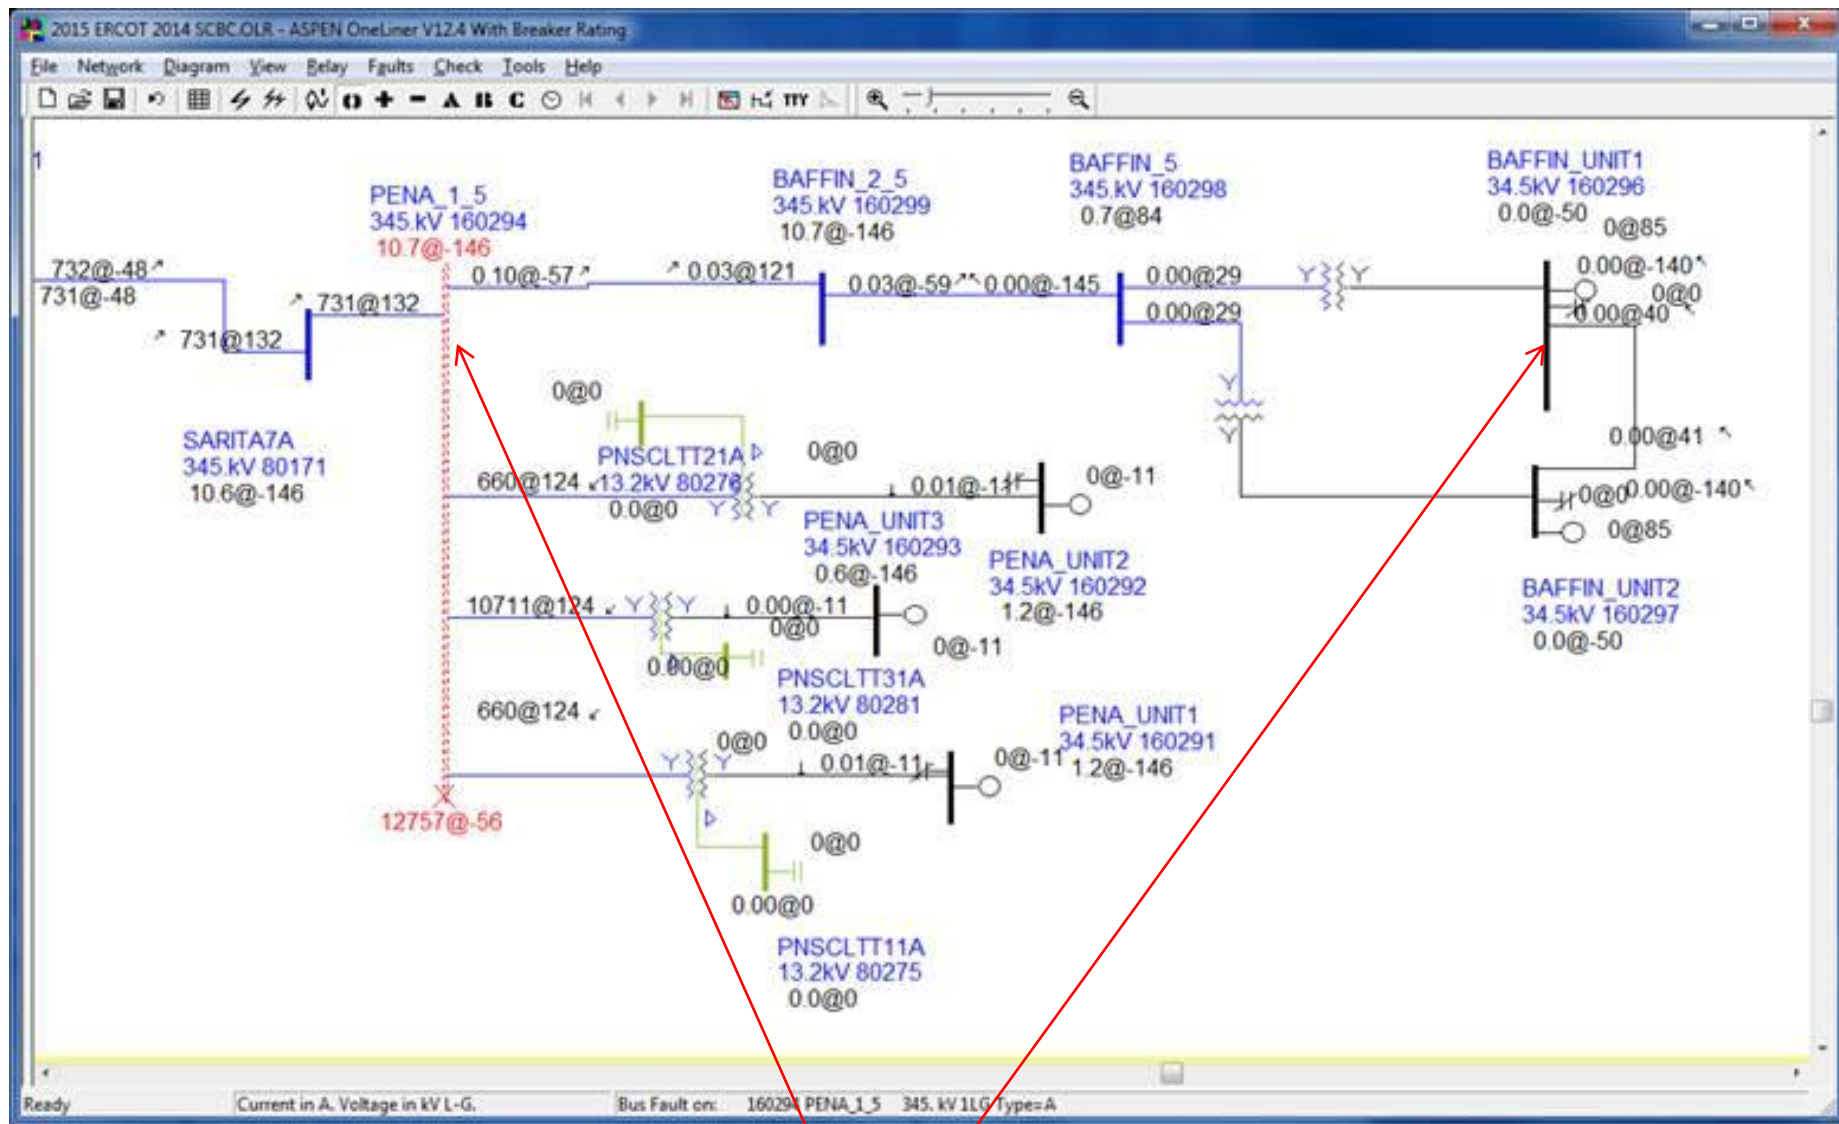 2015 ERCOT 2014 SCBC.OLR - ASPEN OneLiner V12.4 With Breaker Rating
File Network Diagram View Relay Faults Check Tools Help
A B C TTY
1
PENA_1_5
345.kV 160294
10.7@-146
BAFFIN_2_5
345.kV 160299
10.7@-146
BAFFIN_5
345.kV 160298
0.7@84
BAFFIN_UNIT1
34.5kV 160296
0.0@-50
0@85
732@-48
731@-48
731@132
731@132
0.10@-57
0.03@121
0.03@-59
0.00@-145
0.00@29
0.00@29
0.00@-140
0@0
0.00@40
SARITA7A
345.kV 80171
10.6@-146
0@0
PNSCLTT21A
13.2kV 80276
0.0@0
660@124
0@0
0.01@-11
0@-11
PENA_UNIT3
34.5kV 160293
0.6@-146
PENA_UNIT2
34.5kV 160292
1.2@-146
0.00@41
0@0
0.00@-140
0@85
BAFFIN_UNIT2
34.5kV 160297
0.0@-50
10711@124
0.00@-11
0@0
0@-11
0.00@0
PNSCLTT31A
13.2kV 80281
0.0@0
660@124
0@0
0.01@-11
0@-11
PENA_UNIT1
34.5kV 160291
1.2@-146
12757@-56
0@0
0.00@0
PNSCLTT11A
13.2kV 80275
0.0@0
Ready
Current in A. Voltage in kV L-G.
Bus Fault on: 160294 PENA_1_5 345. kV 1LG Type=A